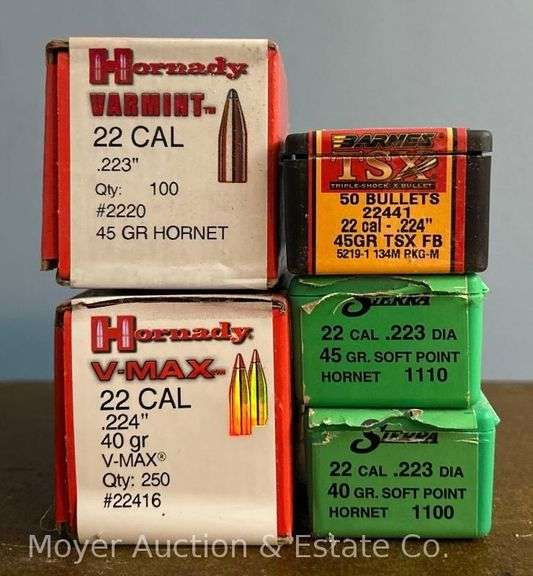 Hornady
VARMINT™
22 CAL
.223"
Qty: 100
#2220
45 GR HORNET
BARNES
TSX
TRIPLE-SHOCK X BULLET
50 BULLETS
22441
22 cal - .224"
45GR TSX FB
5219-1 134M PKG-M
Hornady
V-MAX™
22 CAL
.224"
40 gr
V-MAX®
Qty: 250
#22416
SIERRA
22 CAL .223 DIA
45 GR. SOFT POINT
HORNET 1110
SIERRA
22 CAL .223 DIA
40 GR. SOFT POINT
HORNET 1100
Moyer Auction & Estate Co.